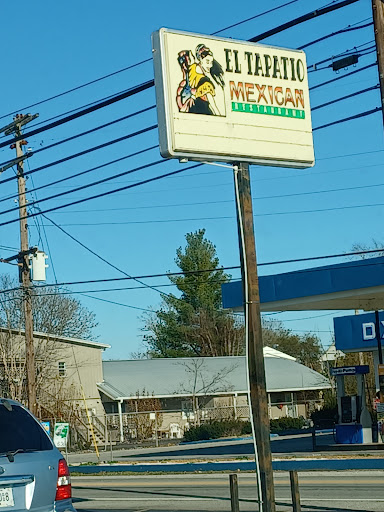 EL TAPATIO
MEXICAN
RESTAURANT
D